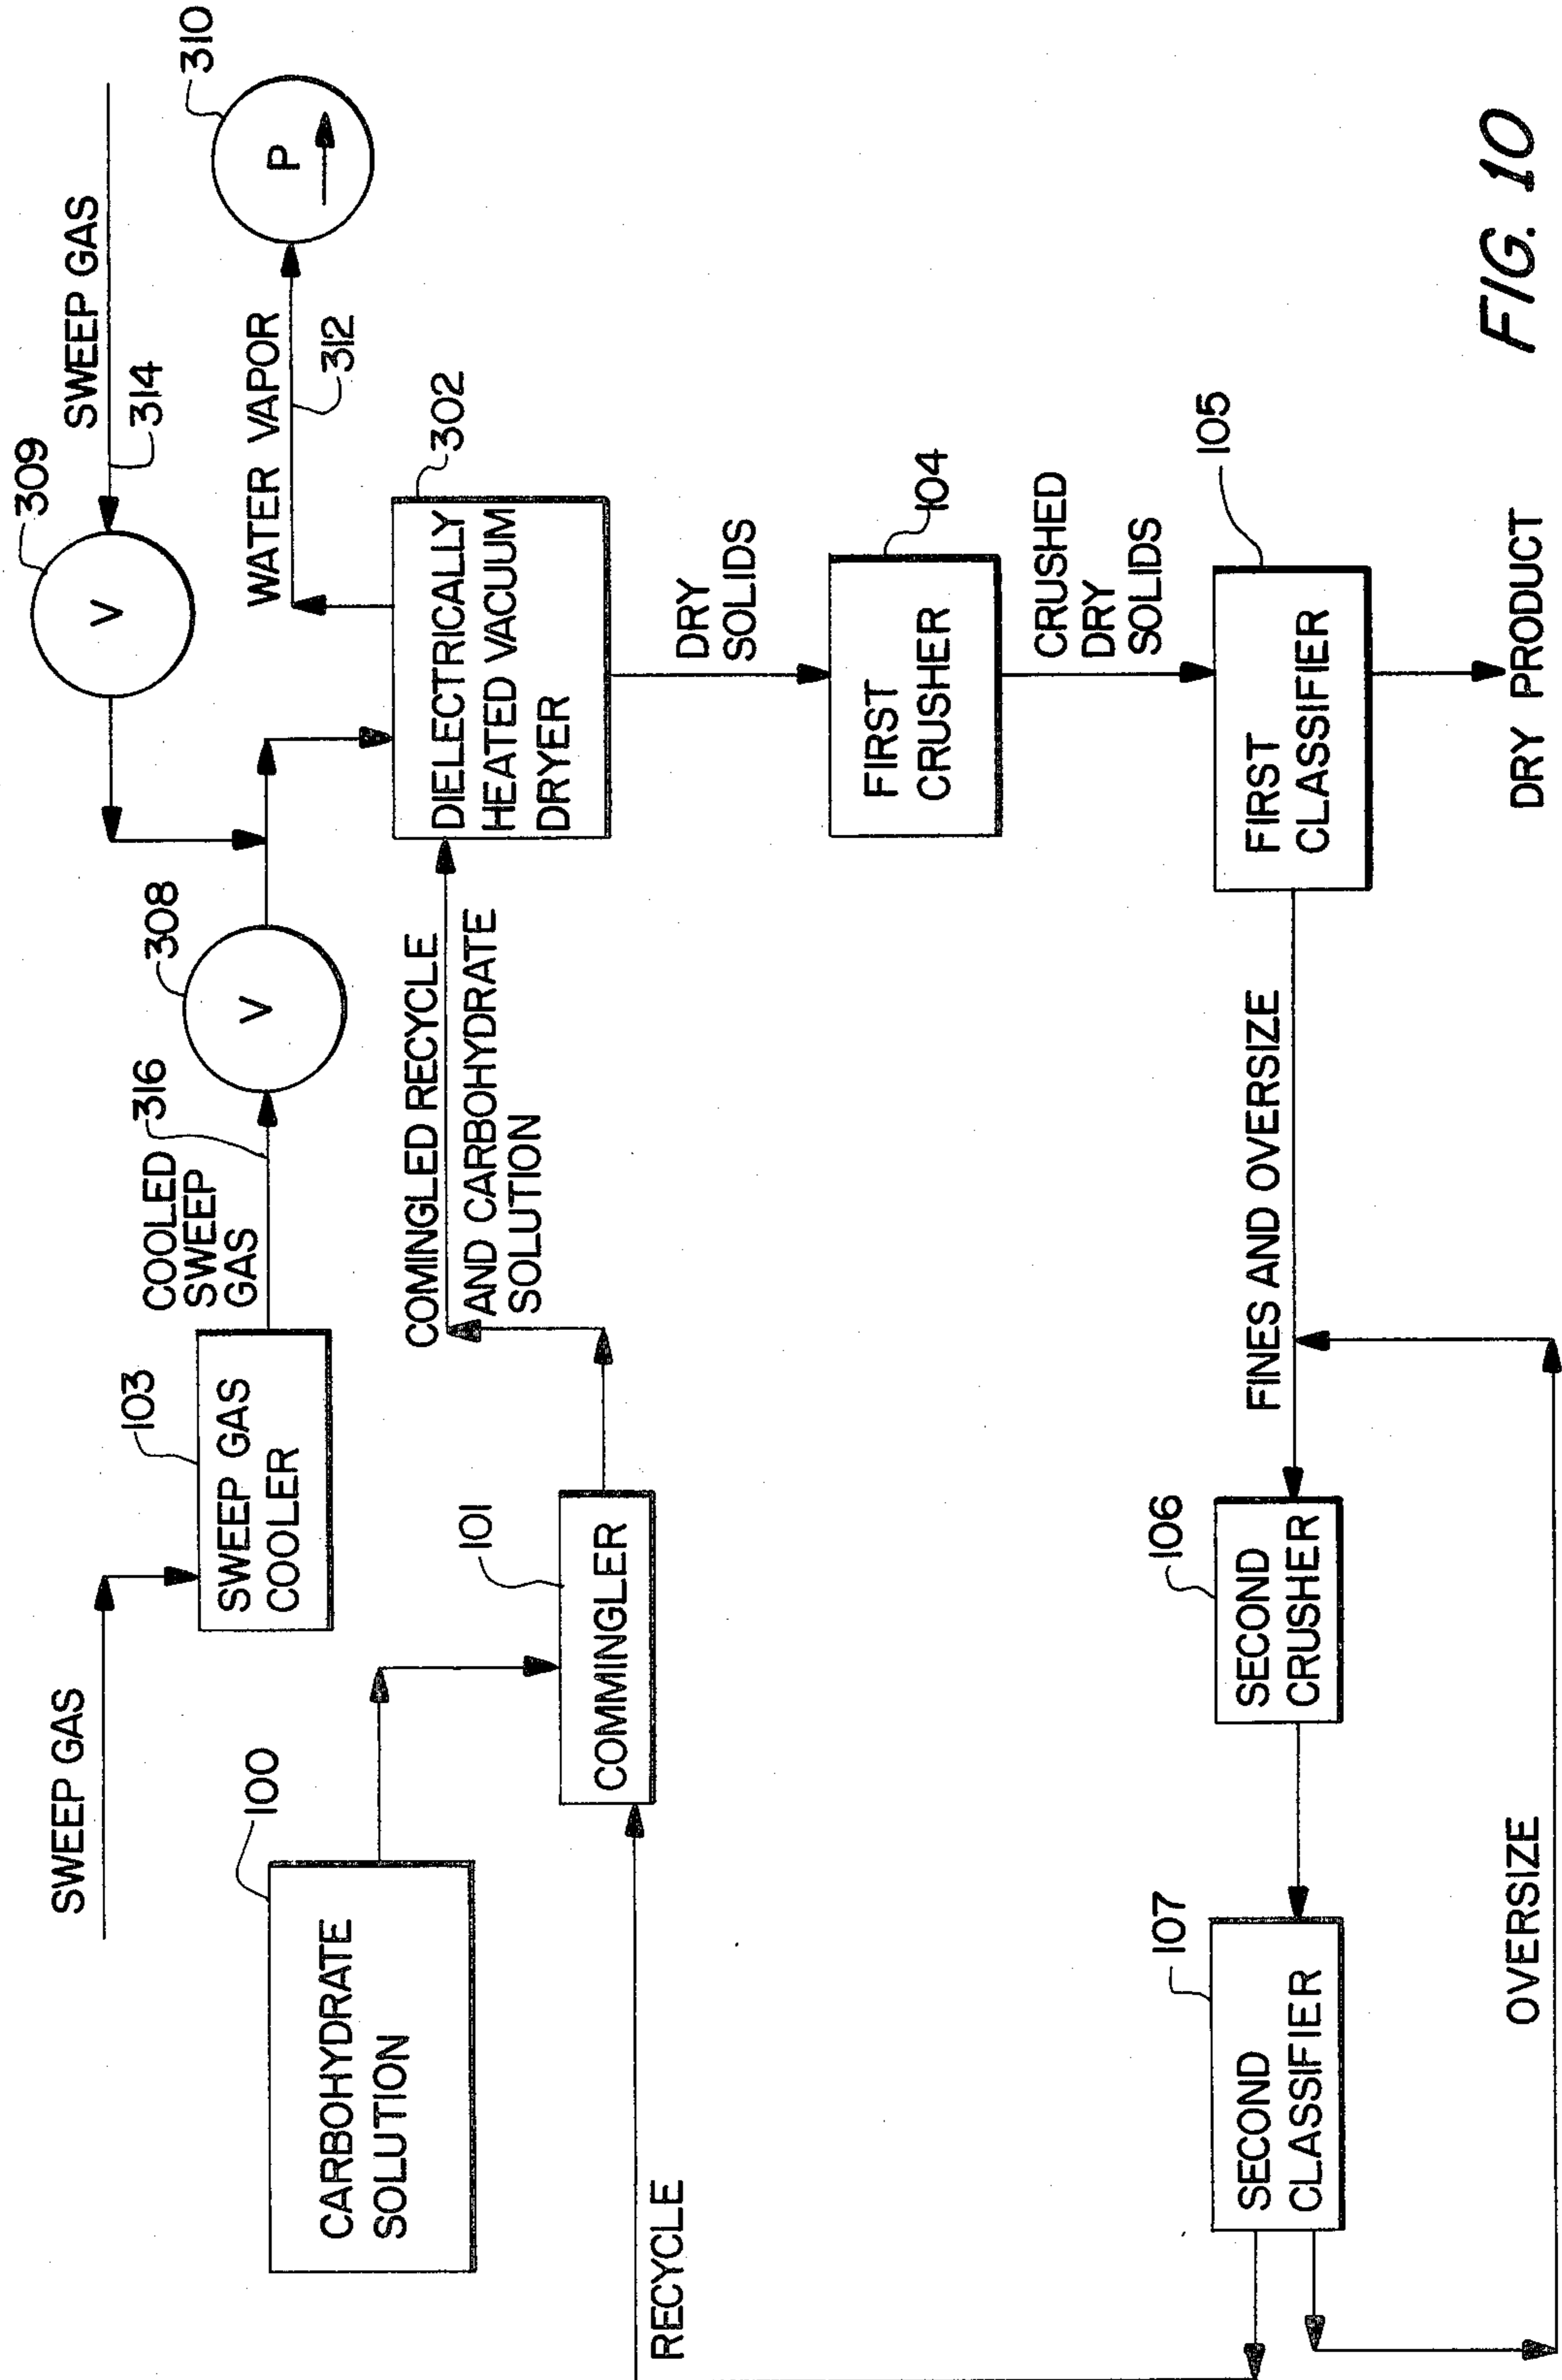 SWEEP GAS
103
SWEEP GAS
COOLER
COOLED
SWEEP
GAS
316
308
V
309
V
SWEEP GAS
314
310
P
WATER VAPOR
312
100
CARBOHYDRATE
SOLUTION
101
COMMINGLER
COMINGLED RECYCLE
AND CARBOHYDRATE
SOLUTION
302
DIELECTRICALLY
HEATED VACUUM
DRYER
RECYCLE
DRY
SOLIDS
104
FIRST
CRUSHER
CRUSHED
DRY
SOLIDS
105
FIRST
CLASSIFIER
FINES AND OVERSIZE
106
SECOND
CRUSHER
107
SECOND
CLASSIFIER
OVERSIZE
DRY PRODUCT
FIG. 10